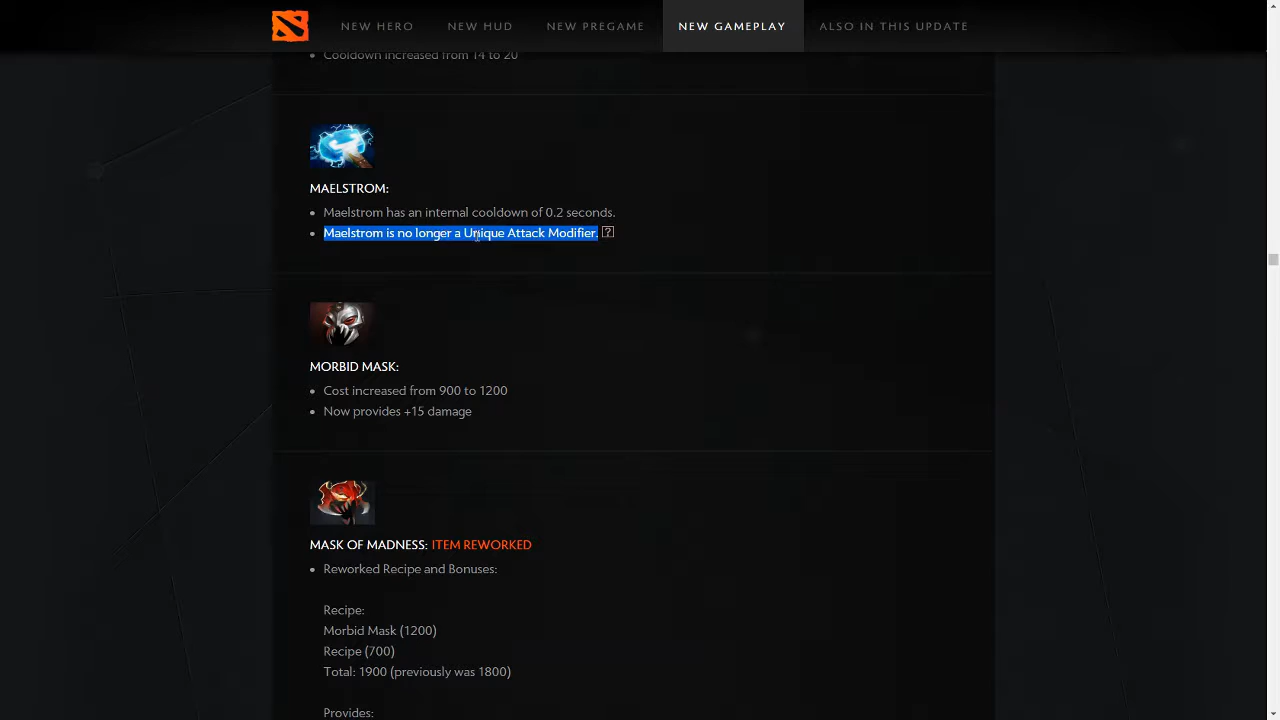 NEW HERO NEW HUD NEW PREGAME NEW GAMEPLAY ALSO IN THIS UPDATE
• Cooldown increased from 14 to 20
MAELSTROM:
• Maelstrom has an internal cooldown of 0.2 seconds.
• Maelstrom is no longer a Unique Attack Modifier. ?
MORBID MASK:
• Cost increased from 900 to 1200
• Now provides +15 damage
MASK OF MADNESS: ITEM REWORKED
• Reworked Recipe and Bonuses:
Recipe:
Morbid Mask (1200)
Recipe (700)
Total: 1900 (previously was 1800)
Provides: